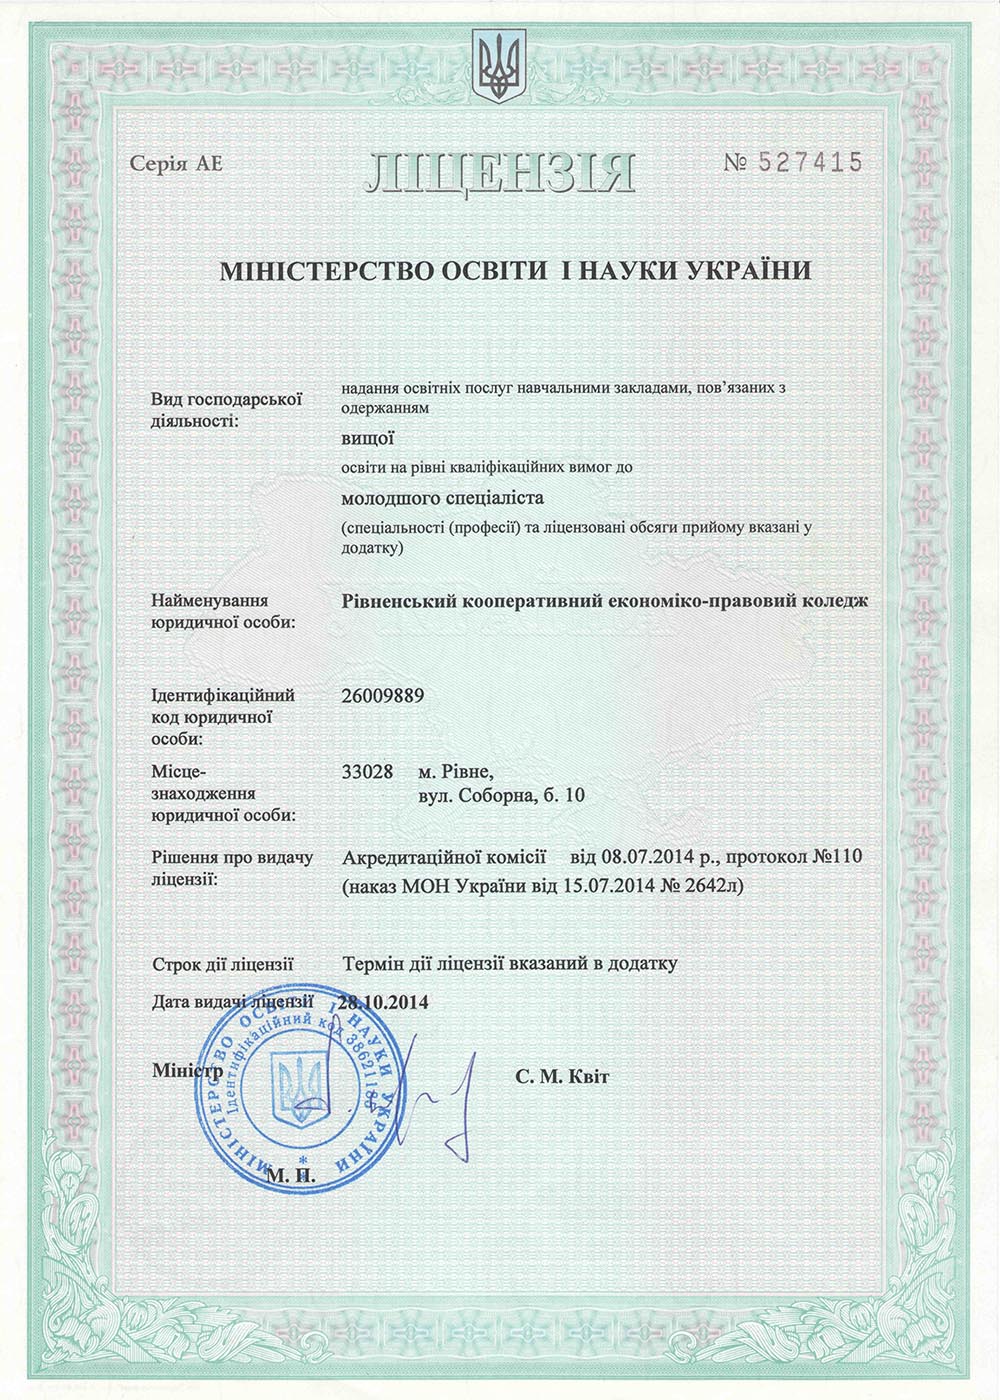 Серія АЕ
ЛІЦЕНЗІЯ
№ 527415
МІНІСТЕРСТВО ОСВІТИ І НАУКИ УКРАЇНИ
Вид господарської
діяльності:
надання освітніх послуг навчальними закладами, пов’язаних з
одержанням
вищої
освіти на рівні кваліфікаційних вимог до
молодшого спеціаліста
(спеціальності (професії) та ліцензовані обсяги прийому вказані у
додатку)
Найменування
юридичної особи:
Рівненський кооперативний економіко-правовий коледж
Ідентифікаційний
код юридичної
особи:
26009889
Місце-
знаходження
юридичної особи:
33028 м. Рівне,
вул. Соборна, б. 10
Рішення про видачу
ліцензії:
Акредитаційної комісії від 08.07.2014 р., протокол №110
(наказ МОН України від 15.07.2014 № 2642л)
Строк дії ліцензії
Термін дії ліцензії вказаний в додатку
Дата видачі ліцензії 28.10.2014
Міністр
С. М. Квіт
МІНІСТЕРСТВО ОСВІТИ І НАУКИ УКРАЇНИ
Ідентифікаційний код 38621185
М. П.